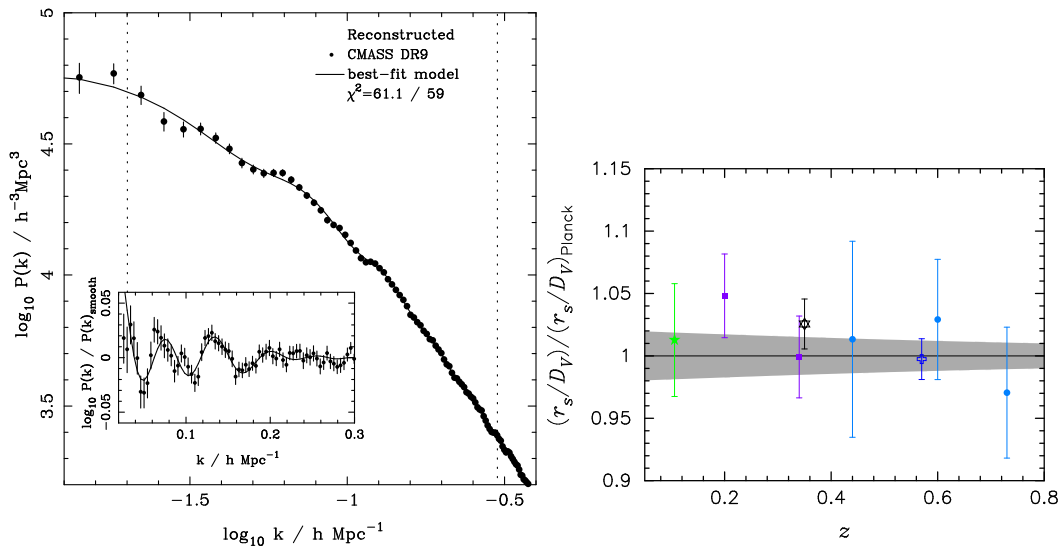 Reconstructed
CMASS DR9
best-fit model
χ²=61.1 / 59
log₁₀ P(k) / h⁻³Mpc³
5
4.5
4
3.5
−1.5
−1
−0.5
log₁₀ k / h Mpc⁻¹
log₁₀ P(k) / P(k)smooth
0.05
0
−0.05
0.1
0.2
0.3
k / h Mpc⁻¹
(rₛ/D_V)/(rₛ/D_V)Planck
1.15
1.1
1.05
1
0.95
0.9
0.2
0.4
0.6
0.8
z